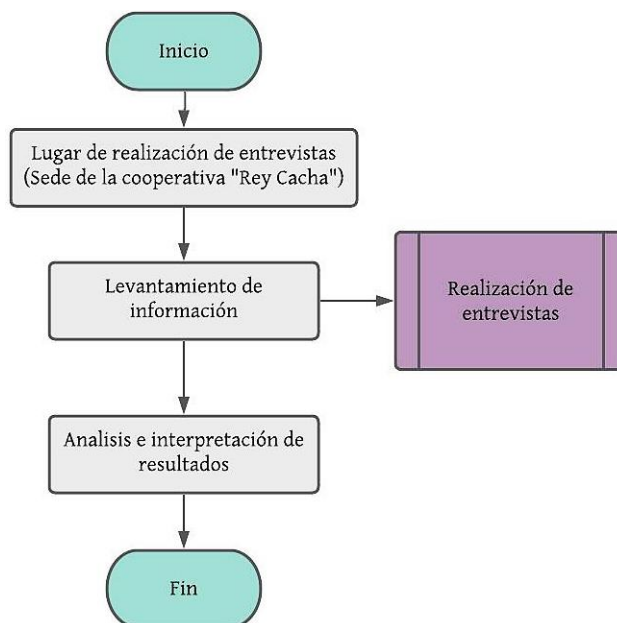 Inicio
Lugar de realización de entrevistas
(Sede de la cooperativa "Rey Cacha")
Levantamiento de
información
Realización de
entrevistas
Analisis e interpretación de
resultados
Fin